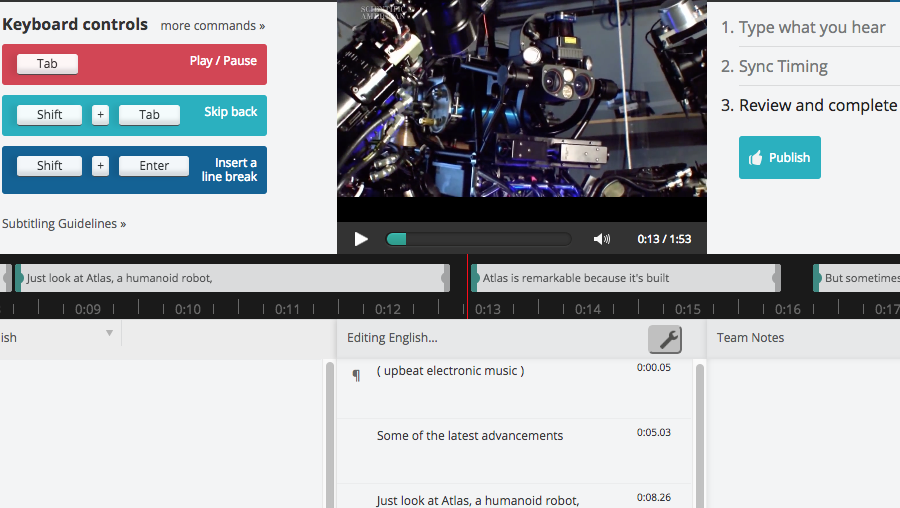 Keyboard controls more commands »
Tab Play / Pause
Shift + Tab Skip back
Shift + Enter Insert a
line break
Subtitling Guidelines »
SCIENTIFIC
AMERICAN
0:13 / 1:53
1. Type what you hear
2. Sync Timing
3. Review and complete
Publish
Just look at Atlas, a humanoid robot,
Atlas is remarkable because it's built
But sometimes
0:09 0:10 0:11 0:12 0:13 0:14 0:15 0:16 0:17
ish
Editing English...
Team Notes
¶ ( upbeat electronic music ) 0:00.05
Some of the latest advancements 0:05.03
Just look at Atlas, a humanoid robot, 0:08.26